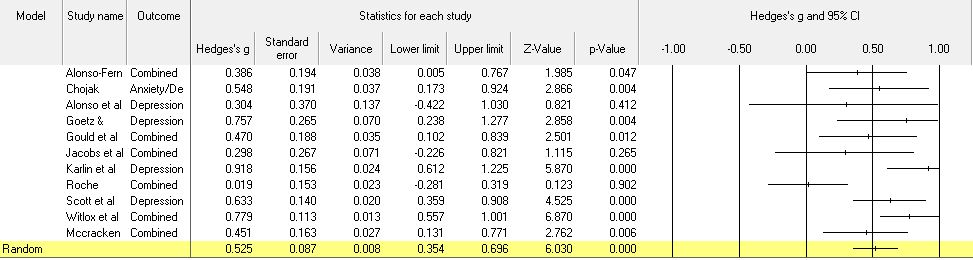 Model Study name Outcome Statistics for each study Hedges's g and 95% CI
Hedges's g Standard error Variance Lower limit Upper limit Z-Value p-Value -1.00 -0.50 0.00 0.50 1.00
Alonso-Fern Combined 0.386 0.194 0.038 0.005 0.767 1.985 0.047
Chojak Anxiety/De 0.548 0.191 0.037 0.173 0.924 2.866 0.004
Alonso et al Depression 0.304 0.370 0.137 -0.422 1.030 0.821 0.412
Goetz & Depression 0.757 0.265 0.070 0.238 1.277 2.858 0.004
Gould et al Combined 0.470 0.188 0.035 0.102 0.839 2.501 0.012
Jacobs et al Combined 0.298 0.267 0.071 -0.226 0.821 1.115 0.265
Karlin et al Depression 0.918 0.156 0.024 0.612 1.225 5.870 0.000
Roche Combined 0.019 0.153 0.023 -0.281 0.319 0.123 0.902
Scott et al Depression 0.633 0.140 0.020 0.359 0.908 4.525 0.000
Witlox et al Combined 0.779 0.113 0.013 0.557 1.001 6.870 0.000
Mccracken Combined 0.451 0.163 0.027 0.131 0.771 2.762 0.006
Random 0.525 0.087 0.008 0.354 0.696 6.030 0.000